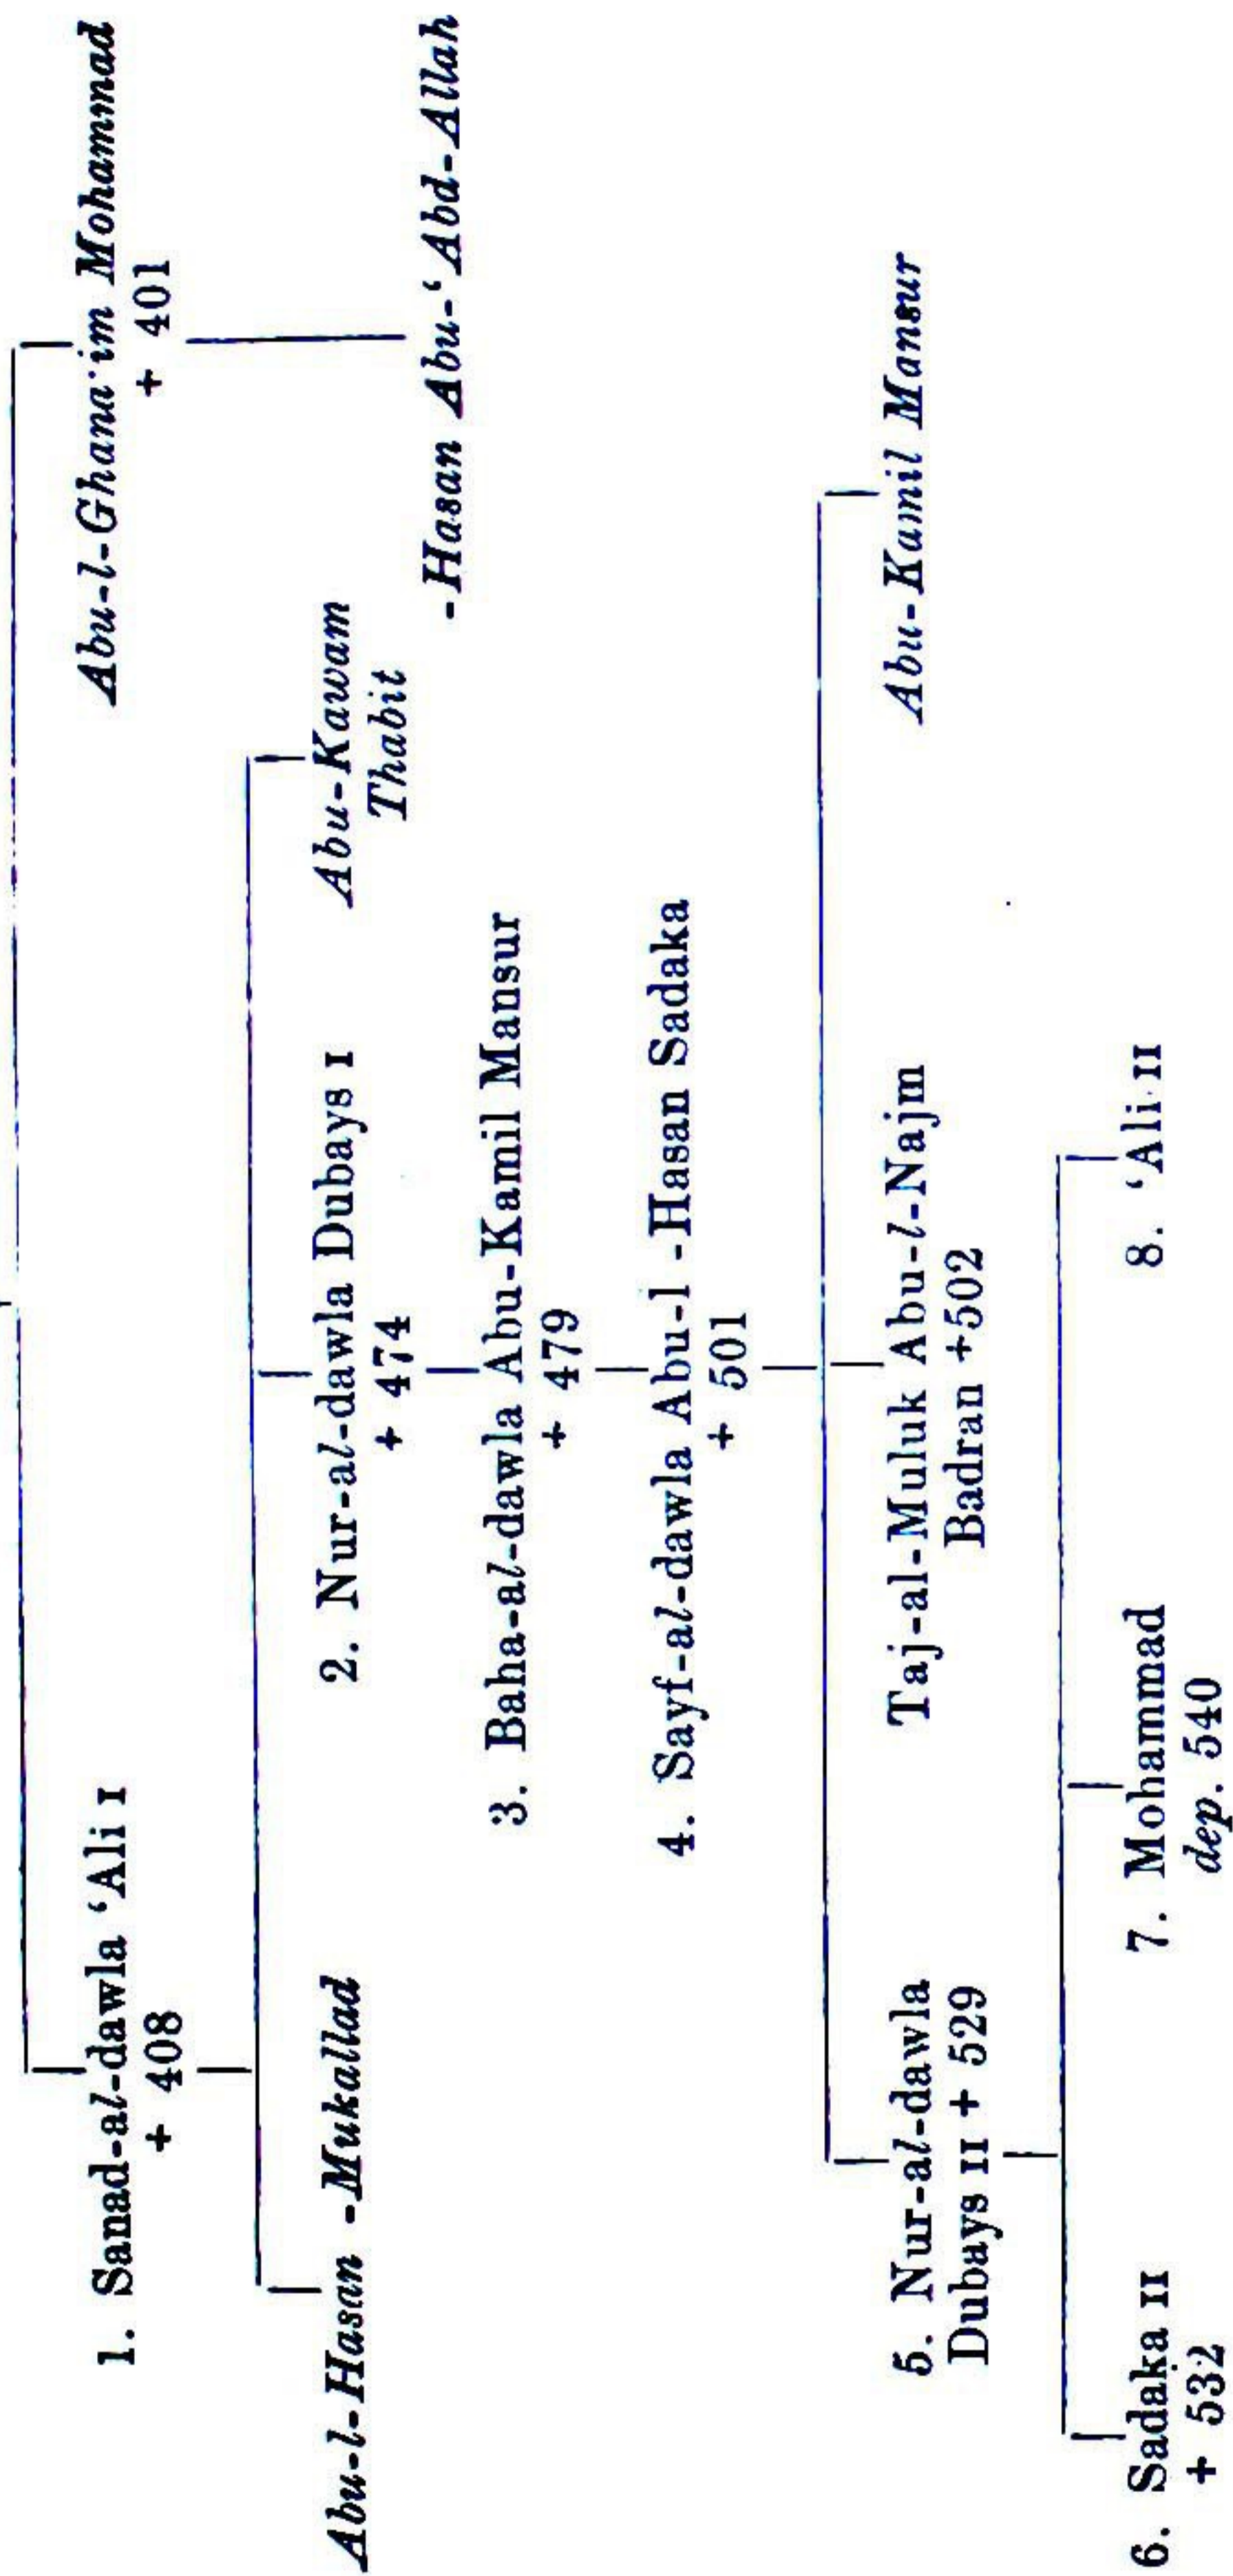 1. Sanad-al-dawla ‘Ali I
+ 408
Abu-l-Ghana'im Mohammad
+ 401
Abu-l-Hasan -Mukallad
2. Nur-al-dawla Dubays I
+ 474
Abu-Kawam
Thabit
-Hasan Abu-‘Abd-Allah
3. Baha-al-dawla Abu-Kamil Mansur
+ 479
4. Sayf-al-dawla Abu-l -Hasan Sadaka
+ 501
5. Nur-al-dawla
Dubays II + 529
Taj-al-Muluk Abu-l-Najm
Badran +502
Abu-Kamil Mansur
6. Sadaka II
+ 532
7. Mohammad
dep. 540
8. ‘Ali II